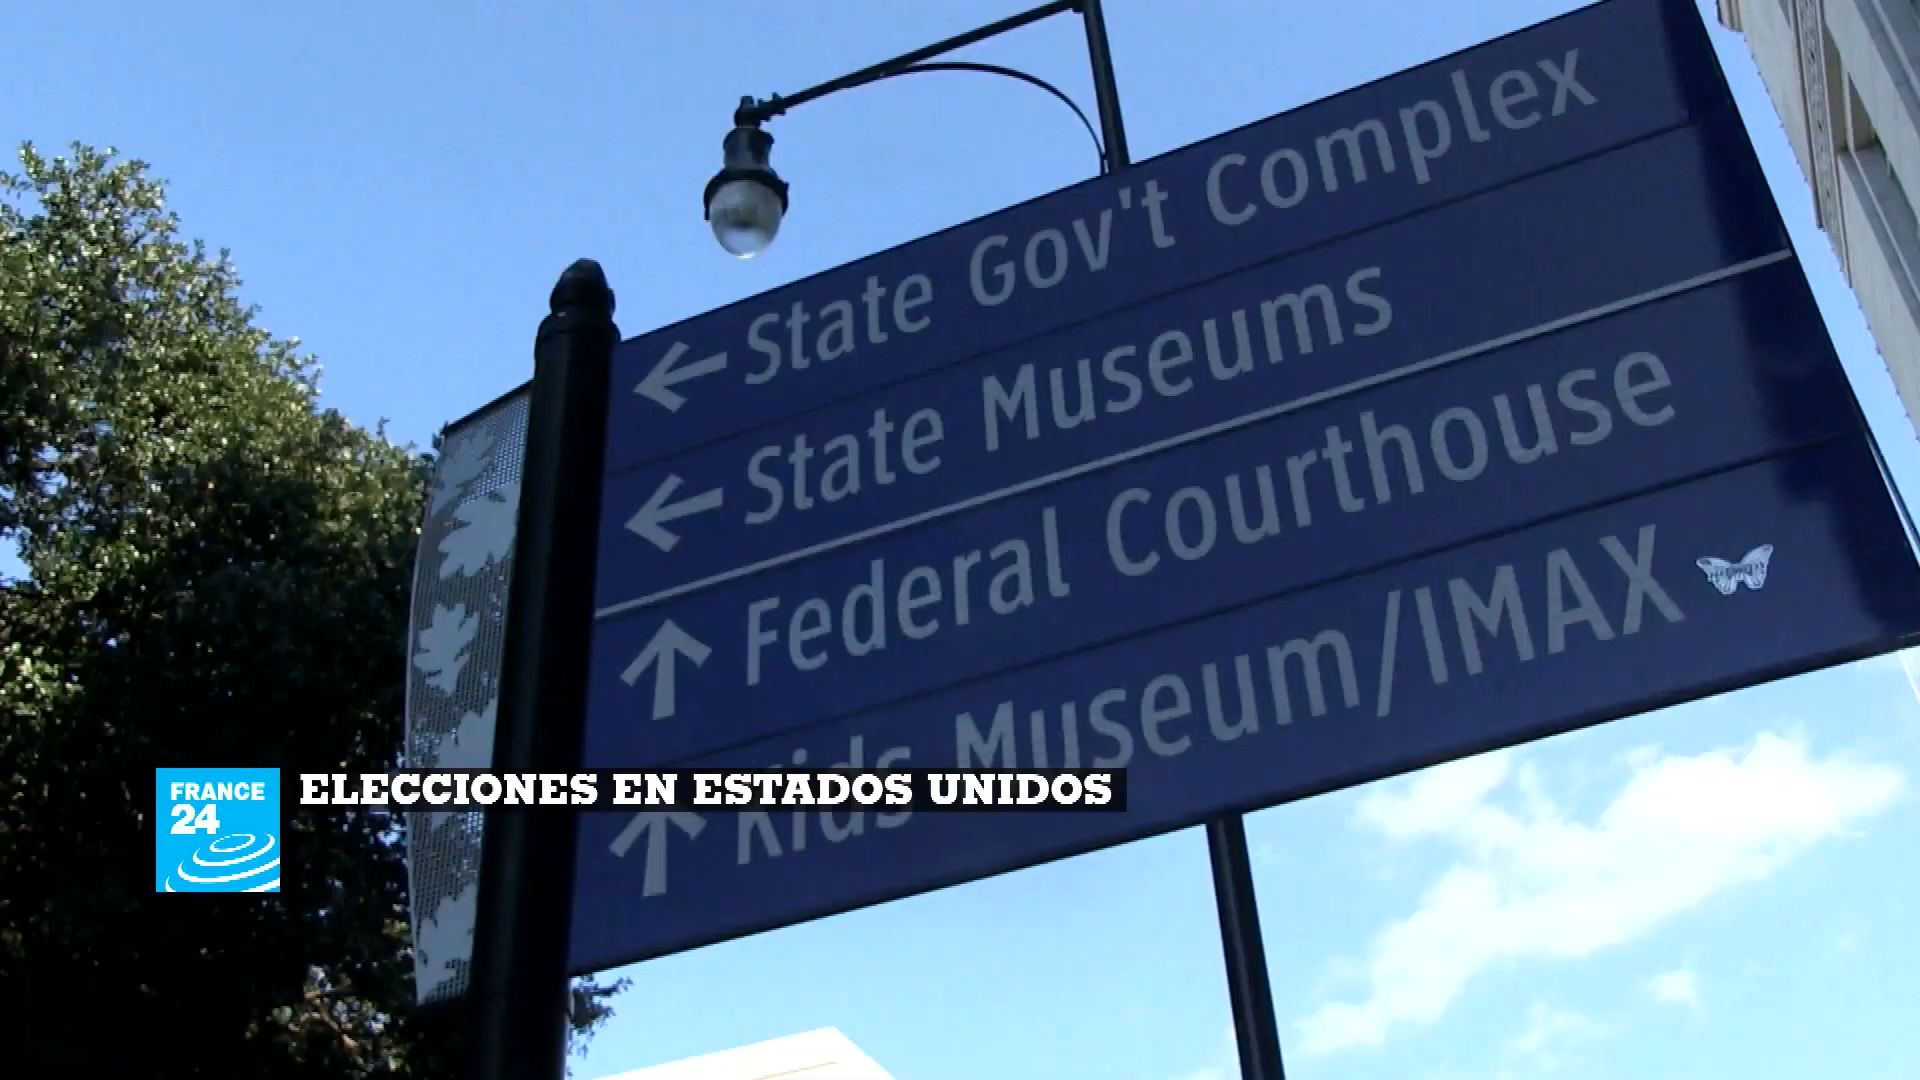 State Gov't Complex
State Museums
Federal Courthouse
Kids Museum/IMAX
FRANCE
24
ELECCIONES EN ESTADOS UNIDOS